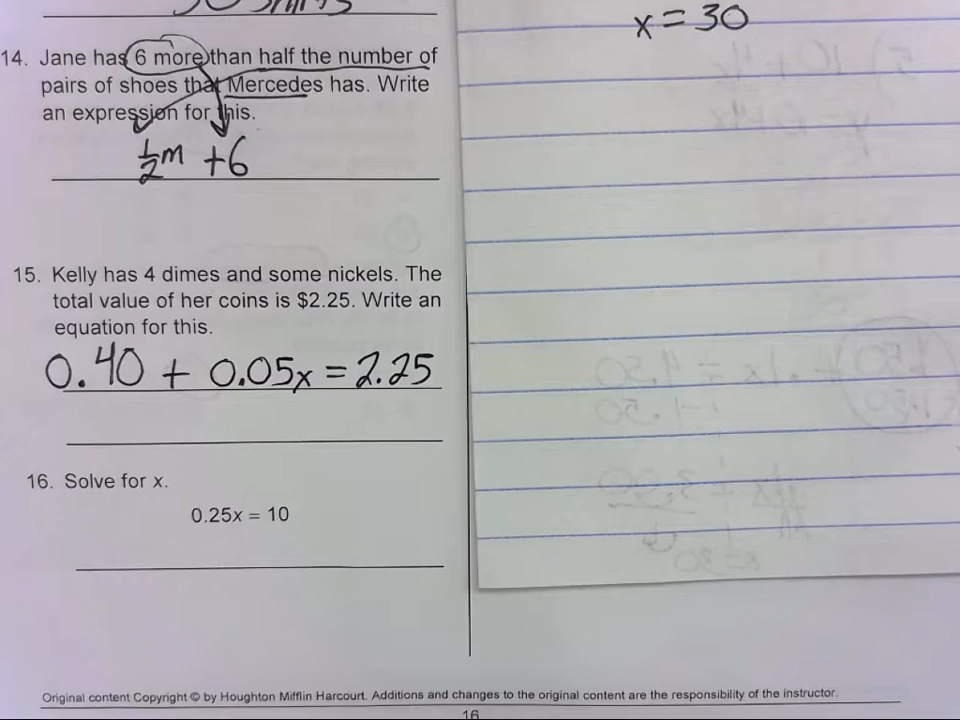 x = 30
14. Jane has 6 more than half the number of
pairs of shoes that Mercedes has. Write
an expression for this.
½m +6
15. Kelly has 4 dimes and some nickels. The
total value of her coins is $2.25. Write an
equation for this.
0.40 + 0.05x = 2.25
16. Solve for x.
0.25x = 10
Original content Copyright © by Houghton Mifflin Harcourt. Additions and changes to the original content are the responsibility of the instructor.
16